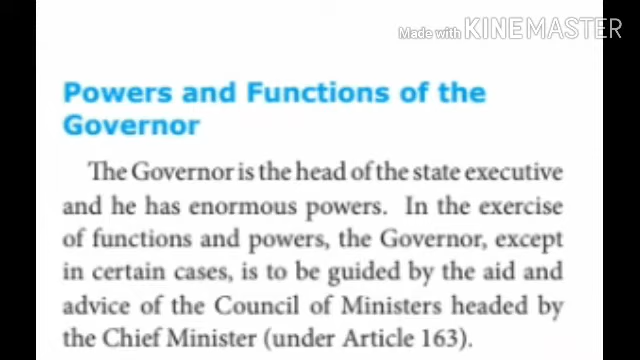 Made with KINEMASTER
Powers and Functions of the
Governor
The Governor is the head of the state executive
and he has enormous powers. In the exercise
of functions and powers, the Governor, except
in certain cases, is to be guided by the aid and
advice of the Council of Ministers headed by
the Chief Minister (under Article 163).